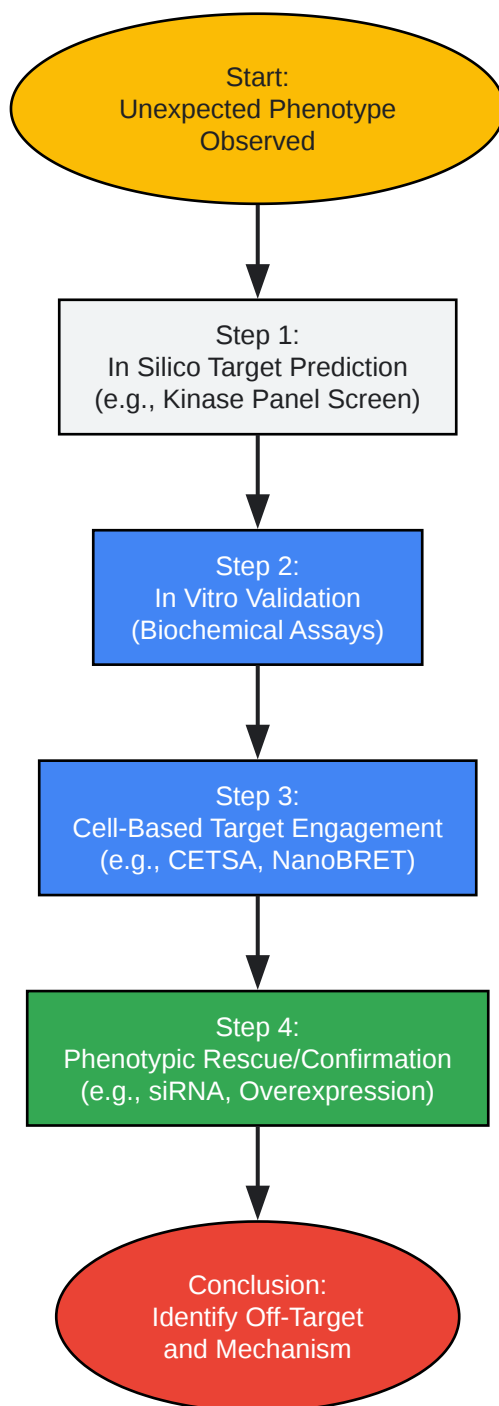 Start:
Unexpected Phenotype
Observed
Step 1:
In Silico Target Prediction
(e.g., Kinase Panel Screen)
Step 2:
In Vitro Validation
(Biochemical Assays)
Step 3:
Cell-Based Target Engagement
(e.g., CETSA, NanoBRET)
Step 4:
Phenotypic Rescue/Confirmation
(e.g., siRNA, Overexpression)
Conclusion:
Identify Off-Target
and Mechanism